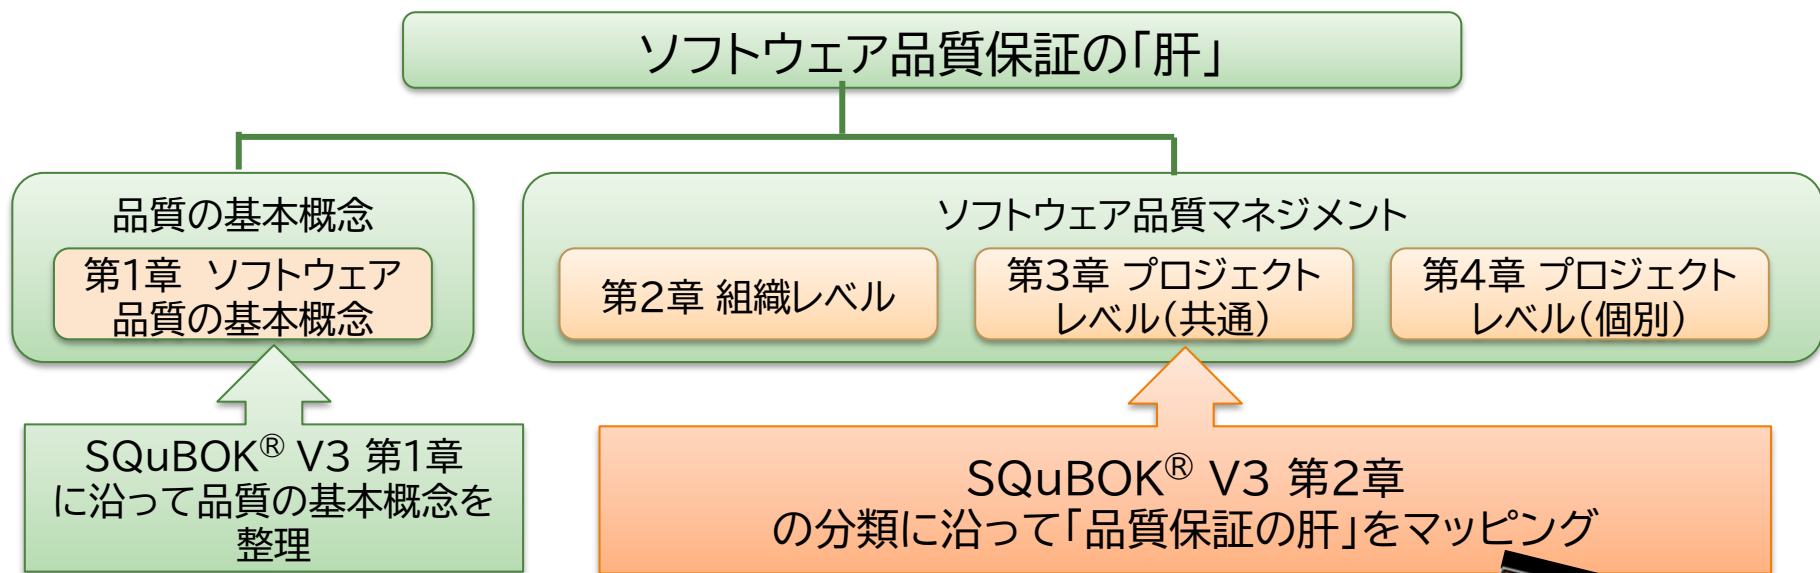 ソフトウェア品質保証の「肝」
品質の基本概念
第1章 ソフトウェア
品質の基本概念
ソフトウェア品質マネジメント
第2章 組織レベル
第3章 プロジェクト
レベル(共通)
第4章 プロジェクト
レベル(個別)
SQuBOK® V3 第1章
に沿って品質の基本概念を
整理
SQuBOK® V3 第2章
の分類に沿って「品質保証の肝」をマッピング